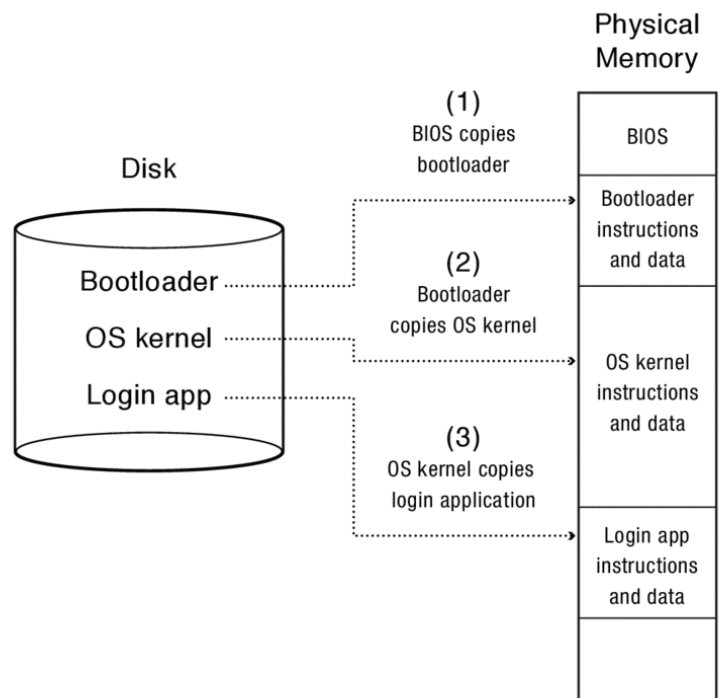 Physical
Memory
(1)
BIOS copies
bootloader
BIOS
Disk
Bootloader
instructions
and data
Bootloader
OS kernel
Login app
(2)
Bootloader
copies OS kernel
OS kernel
instructions
and data
(3)
OS kernel copies
login application
Login app
instructions
and data